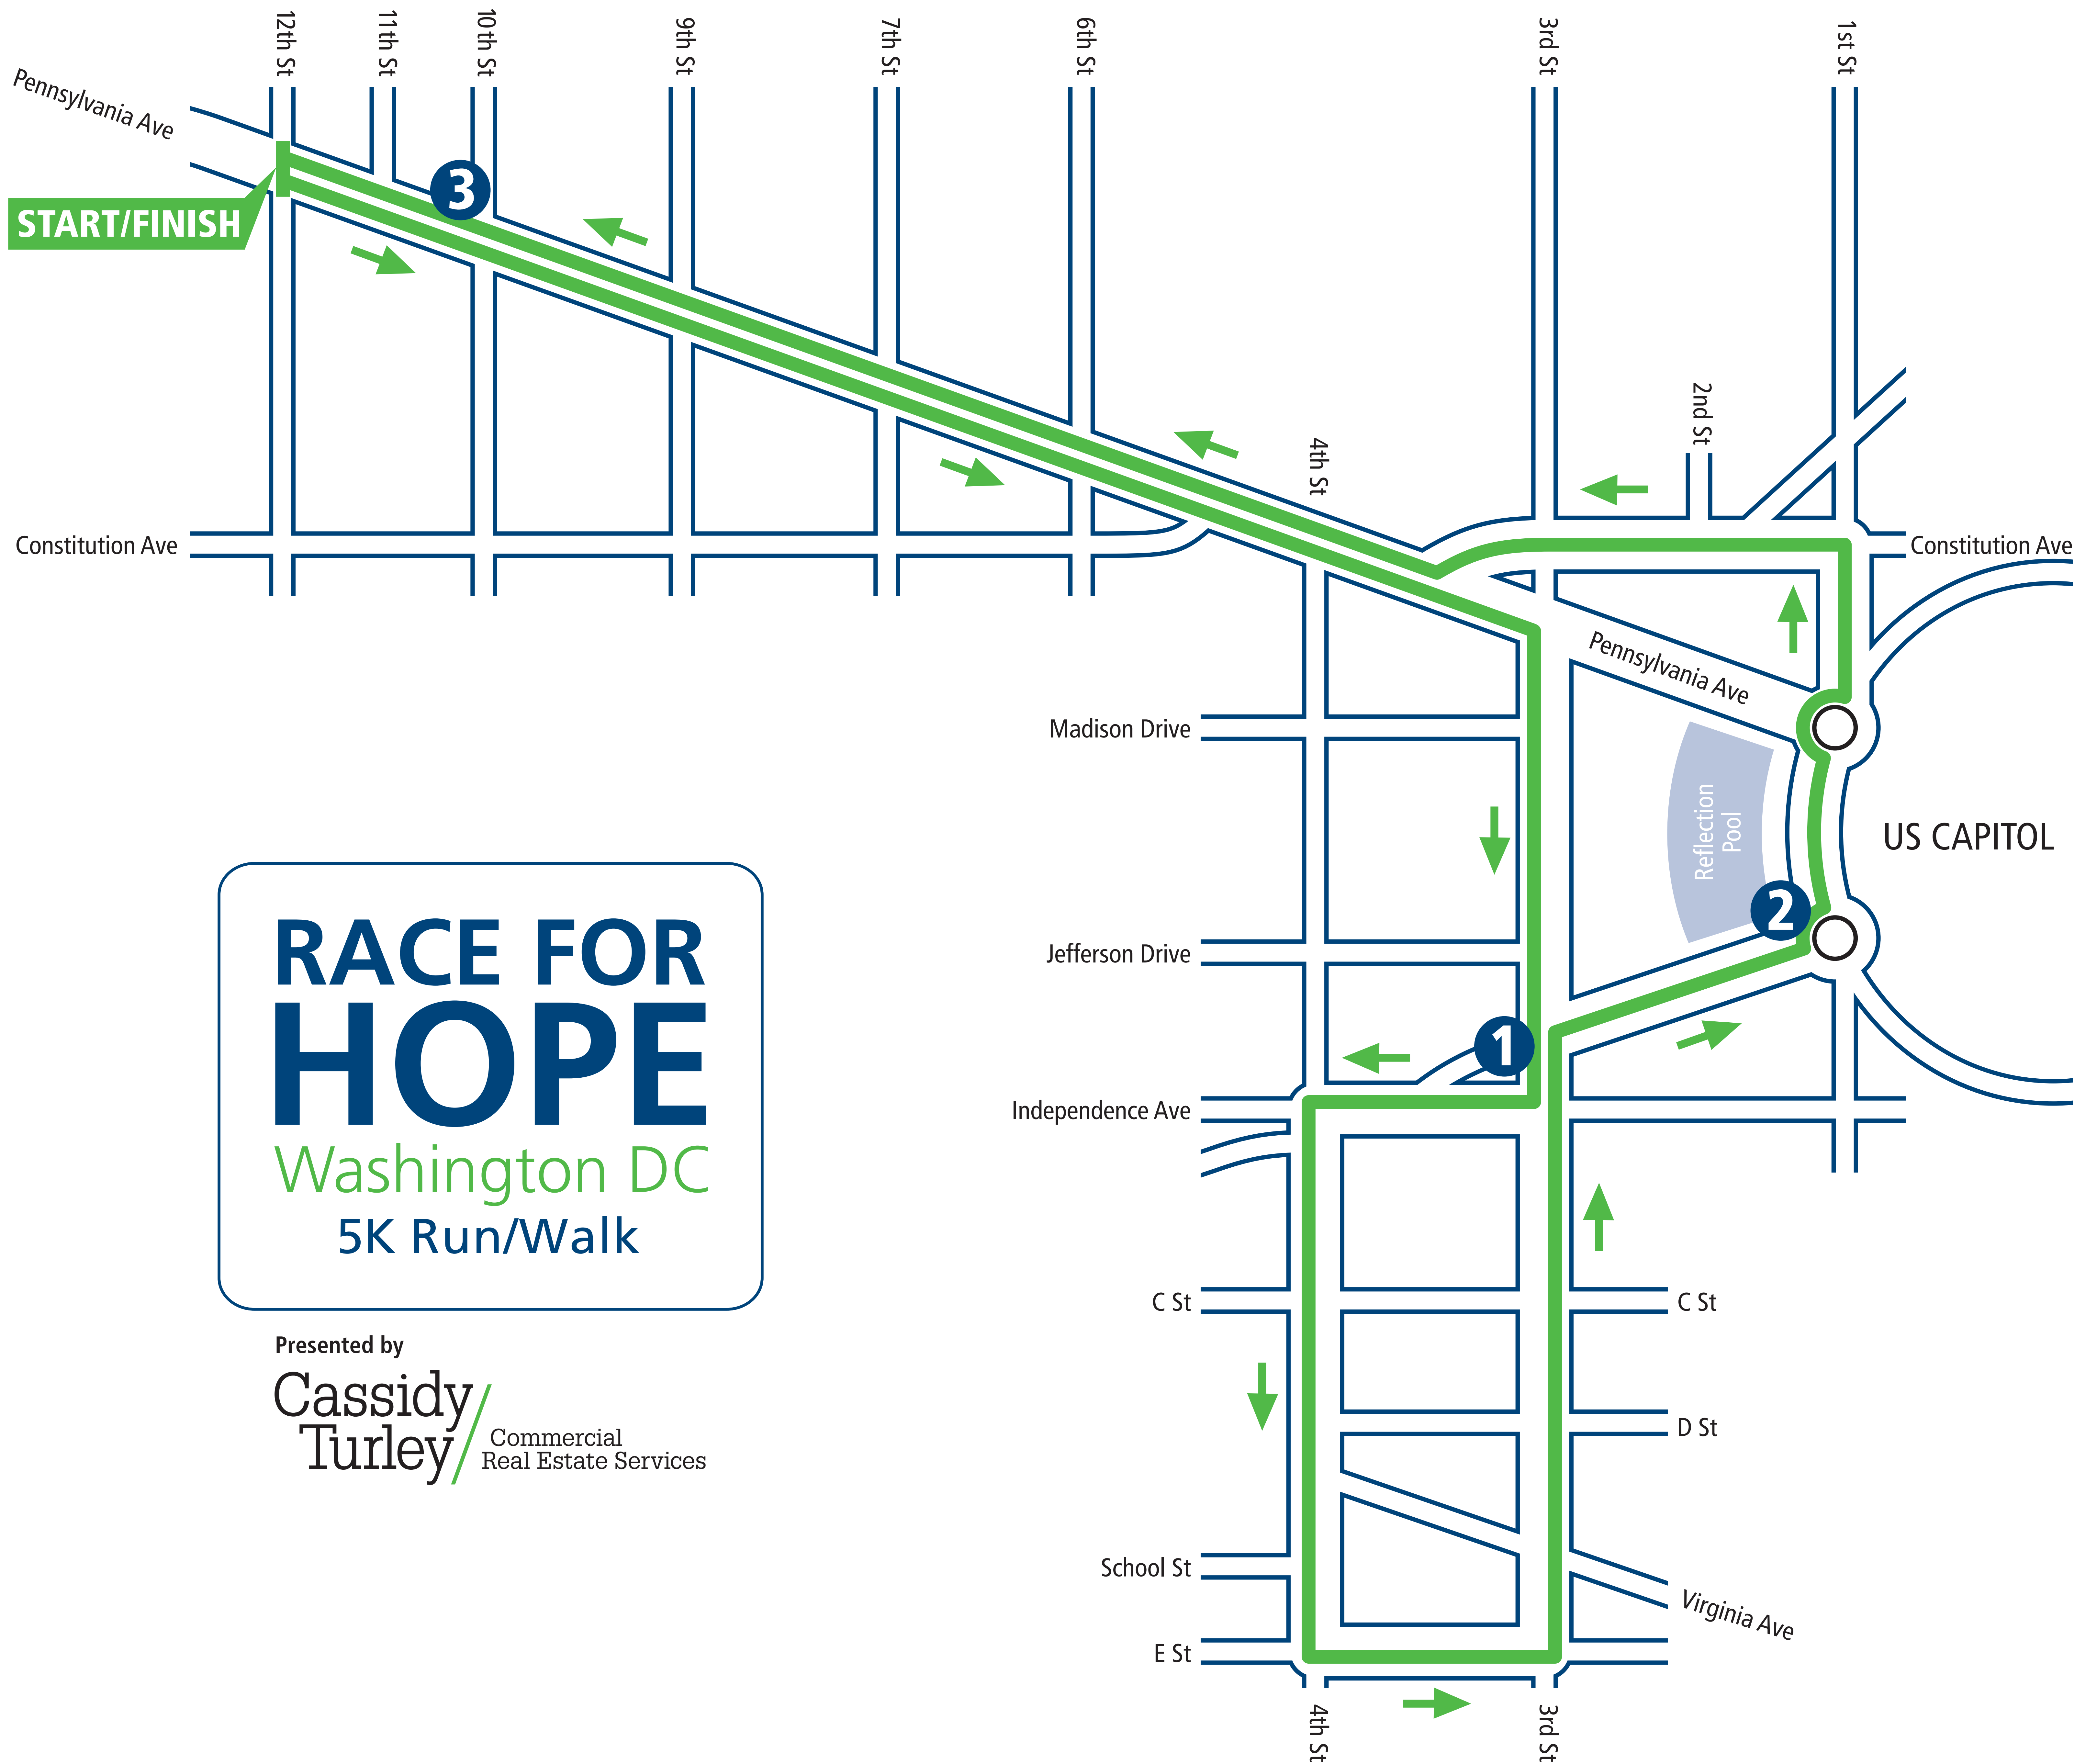 12th St
11th St
10th St
9th St
7th St
6th St
3rd St
1st St
Pennsylvania Ave
3
START/FINISH
2nd St
4th St
Constitution Ave
Constitution Ave
Pennsylvania Ave
Madison Drive
Reflection
Pool
US CAPITOL
2
Jefferson Drive
1
Independence Ave
RACE FOR
HOPE
Washington DC
5K Run/Walk
Presented by
Cassidy
Turley
Commercial
Real Estate Services
C St
C St
D St
School St
Virginia Ave
E St
4th St
3rd St